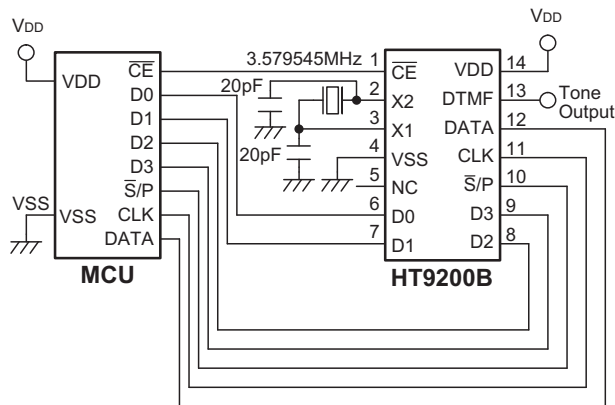 VDD
VDD
VDD
VSS
VSS
CE
D0
D1
D2
D3
S/P
CLK
DATA
MCU
3.579545MHz
20pF
20pF
1
2
3
4
5
6
7
CE
X2
X1
VSS
NC
D0
D1
VDD
DTMF
DATA
CLK
S/P
D3
D2
14
13
12
11
10
9
8
Tone
Output
HT9200B